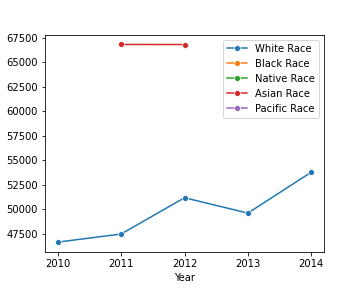 67500
65000
62500
60000
57500
55000
52500
50000
47500
2010 2011 2012 2013 2014
Year
White Race
Black Race
Native Race
Asian Race
Pacific Race